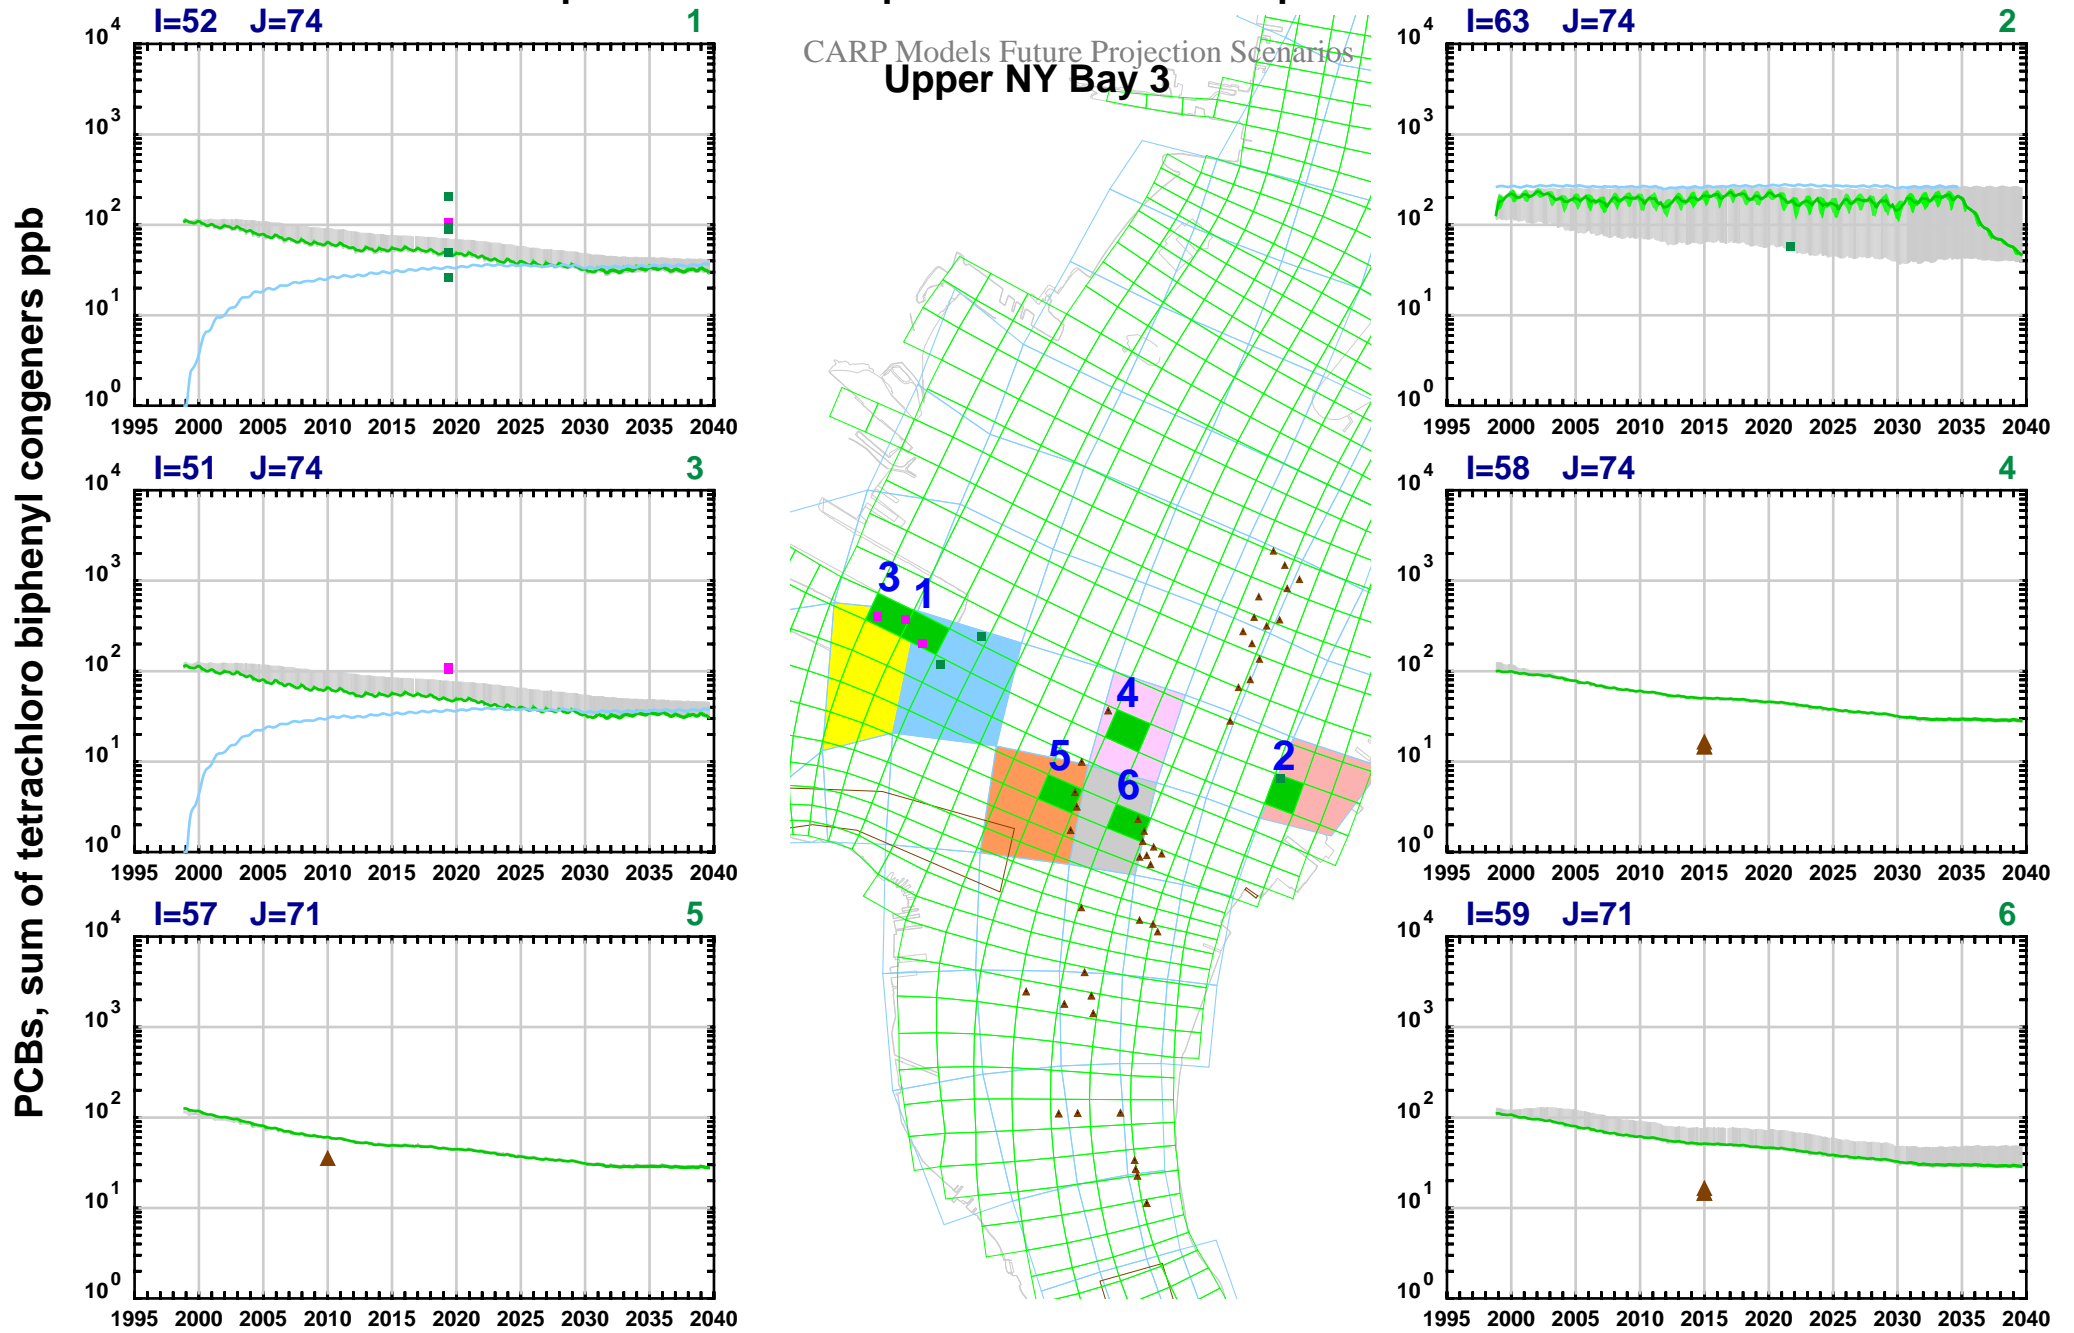 CARP Models Future Projection Scenarios
Upper NY Bay 3
PCBs, sum of tetrachloro biphenyl congeners ppb
I=52 J=74 1
10^4
10^3
10^2
10^1
10^0
1995 2000 2005 2010 2015 2020 2025 2030 2035 2040
I=63 J=74 2
10^4
10^3
10^2
10^1
10^0
1995 2000 2005 2010 2015 2020 2025 2030 2035 2040
I=51 J=74 3
10^4
10^3
10^2
10^1
10^0
1995 2000 2005 2010 2015 2020 2025 2030 2035 2040
I=58 J=74 4
10^4
10^3
10^2
10^1
10^0
1995 2000 2005 2010 2015 2020 2025 2030 2035 2040
I=57 J=71 5
10^4
10^3
10^2
10^1
10^0
1995 2000 2005 2010 2015 2020 2025 2030 2035 2040
I=59 J=71 6
10^4
10^3
10^2
10^1
10^0
1995 2000 2005 2010 2015 2020 2025 2030 2035 2040
3 1
4
5
2
6